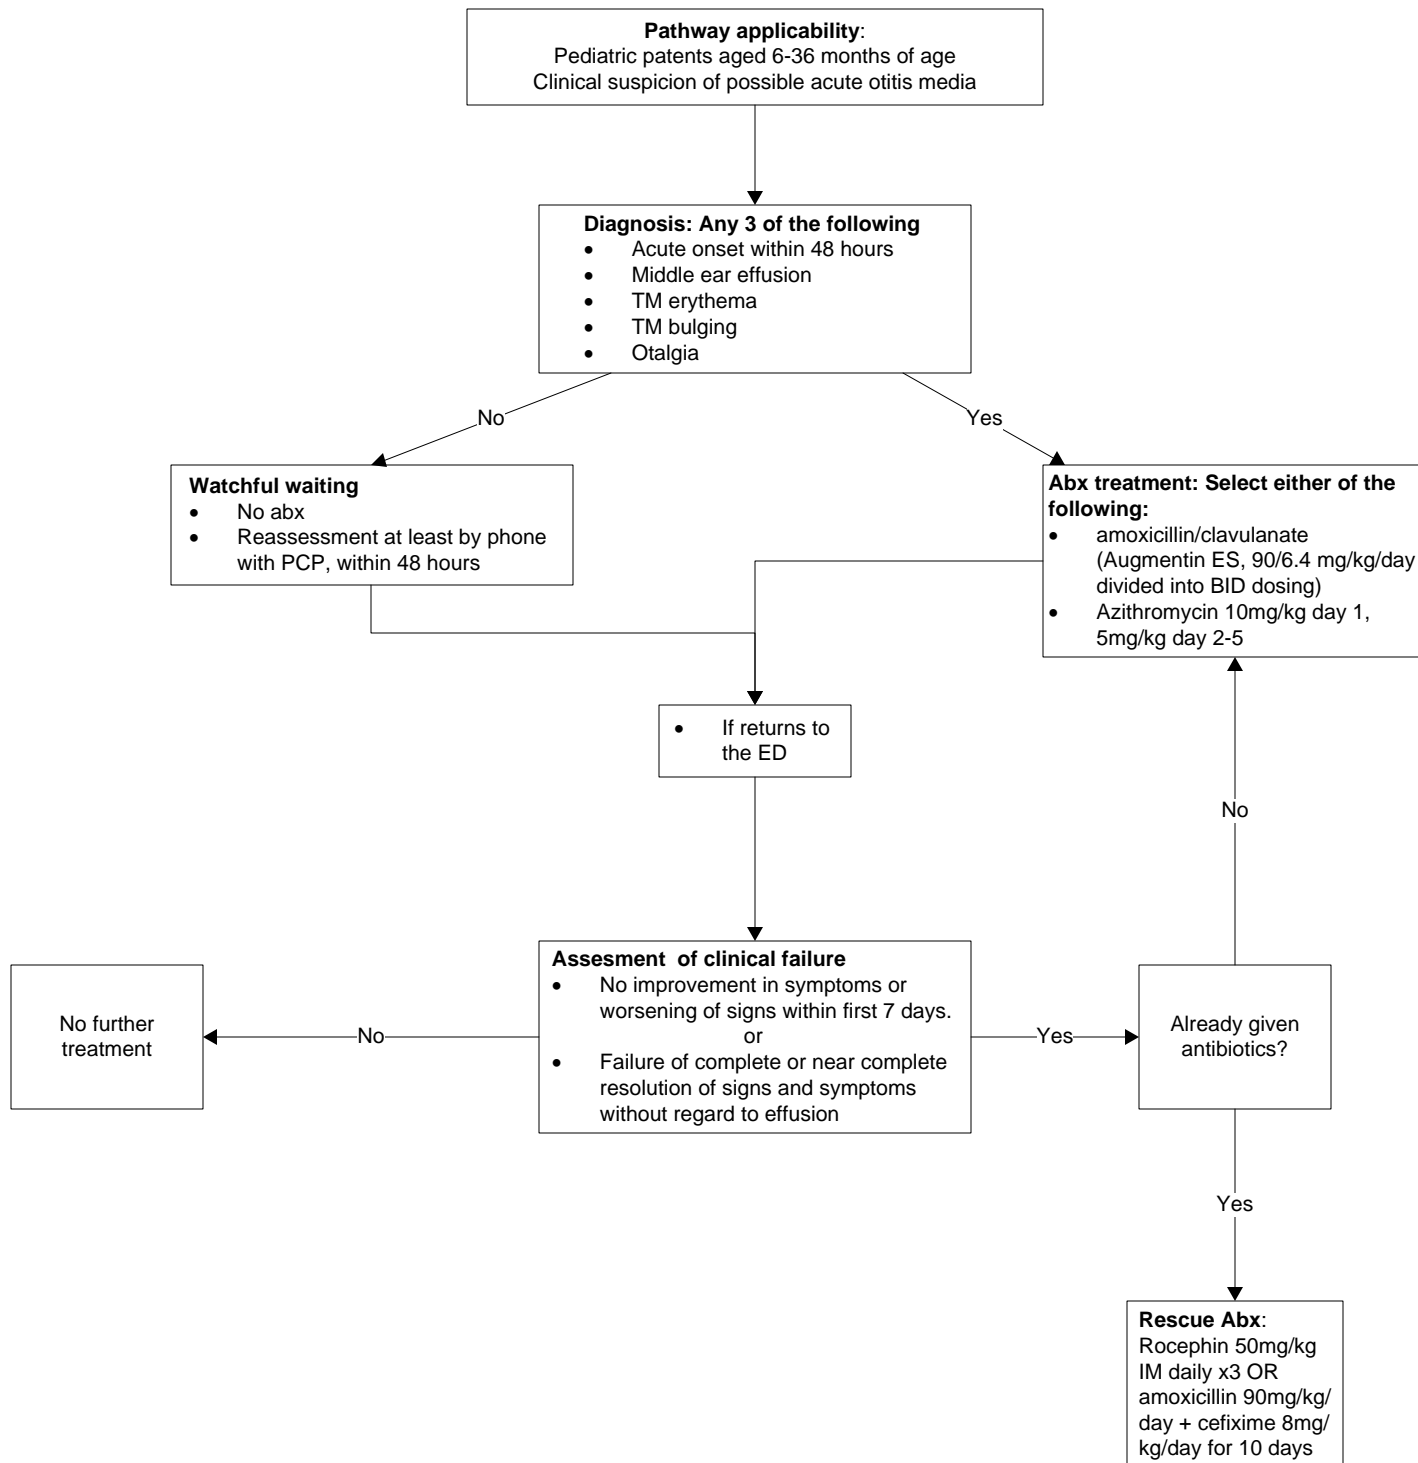 Pathway applicability:
Pediatric patents aged 6-36 months of age
Clinical suspicion of possible acute otitis media
Diagnosis: Any 3 of the following
• Acute onset within 48 hours
• Middle ear effusion
• TM erythema
• TM bulging
• Otalgia
No
Yes
Watchful waiting
• No abx
• Reassessment at least by phone
with PCP, within 48 hours
Abx treatment: Select either of the
following:
• amoxicillin/clavulanate
(Augmentin ES, 90/6.4 mg/kg/day
divided into BID dosing)
• Azithromycin 10mg/kg day 1,
5mg/kg day 2-5
• If returns to
the ED
No
Assesment of clinical failure
• No improvement in symptoms or
worsening of signs within first 7 days.
or
• Failure of complete or near complete
resolution of signs and symptoms
without regard to effusion
No
No further
treatment
Yes
Already given
antibiotics?
Yes
Rescue Abx:
Rocephin 50mg/kg
IM daily x3 OR
amoxicillin 90mg/kg/
day + cefixime 8mg/
kg/day for 10 days